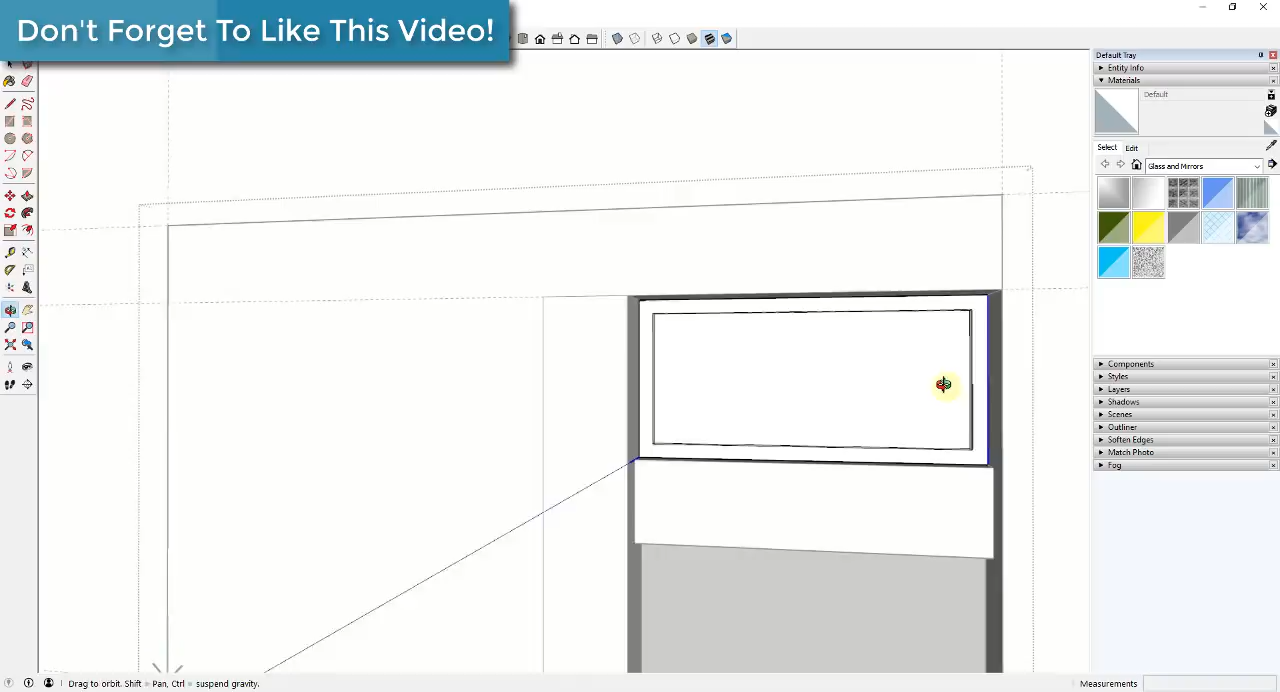 Don't Forget To Like This Video!
Default Tray
Entity Info
Materials
Default
Select
Edit
Glass and Mirrors
Components
Styles
Layers
Shadows
Scenes
Outliner
Soften Edges
Match Photo
Fog
Drag to orbit. Shift = Pan, Ctrl = suspend gravity.
Measurements